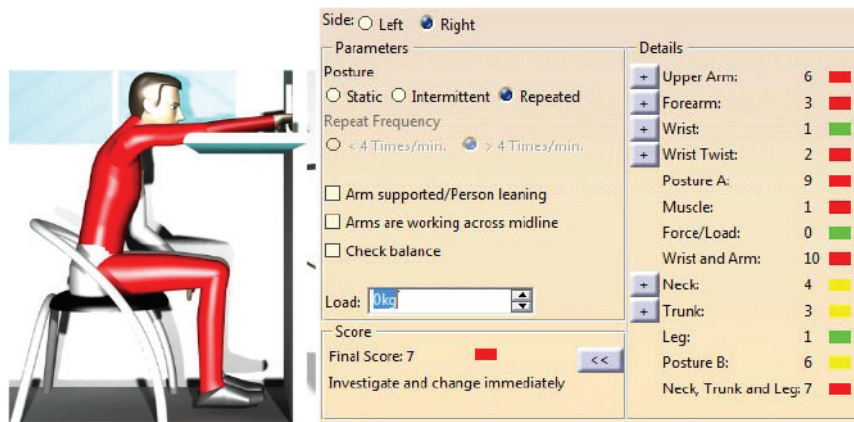 Side: Left Right
Parameters
Posture
Static Intermittent Repeated
Repeat Frequency
< 4 Times/min. > 4 Times/min.
Arm supported/Person leaning
Arms are working across midline
Check balance
Load: 0kg
Score
Final Score: 7
<<
Investigate and change immediately
Details
+ Upper Arm: 6
+ Forearm: 3
+ Wrist: 1
+ Wrist Twist: 2
Posture A: 9
Muscle: 1
Force/Load: 0
Wrist and Arm: 10
+ Neck: 4
+ Trunk: 3
Leg: 1
Posture B: 6
Neck, Trunk and Leg: 7